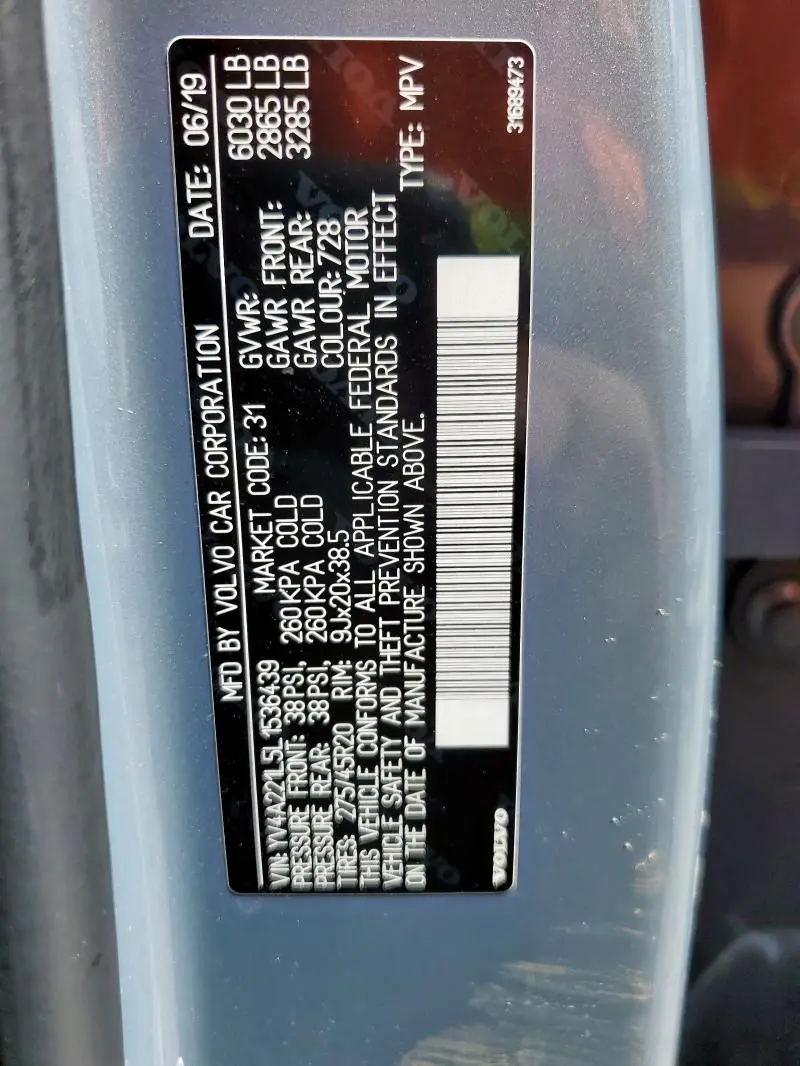 MFD BY VOLVO CAR CORPORATION DATE: 06/19
VIN: YV4A221L5L1536439 MARKET CODE: 31 GVWR: 6030 LB
PRESSURE FRONT: 38PSI, 260KPA COLD GAWR FRONT: 2865 LB
PRESSURE REAR: 38PSI, 260KPA COLD GAWR REAR: 3285 LB
TIRES: 275/45R20 RIM: 9Jx20x38.5 COLOUR: 728
THIS VEHICLE CONFORMS TO ALL APPLICABLE FEDERAL MOTOR
VEHICLE SAFETY AND THEFT PREVENTION STANDARDS IN EFFECT
ON THE DATE OF MANUFACTURE SHOWN ABOVE. TYPE: MPV
VOLVO 31689473